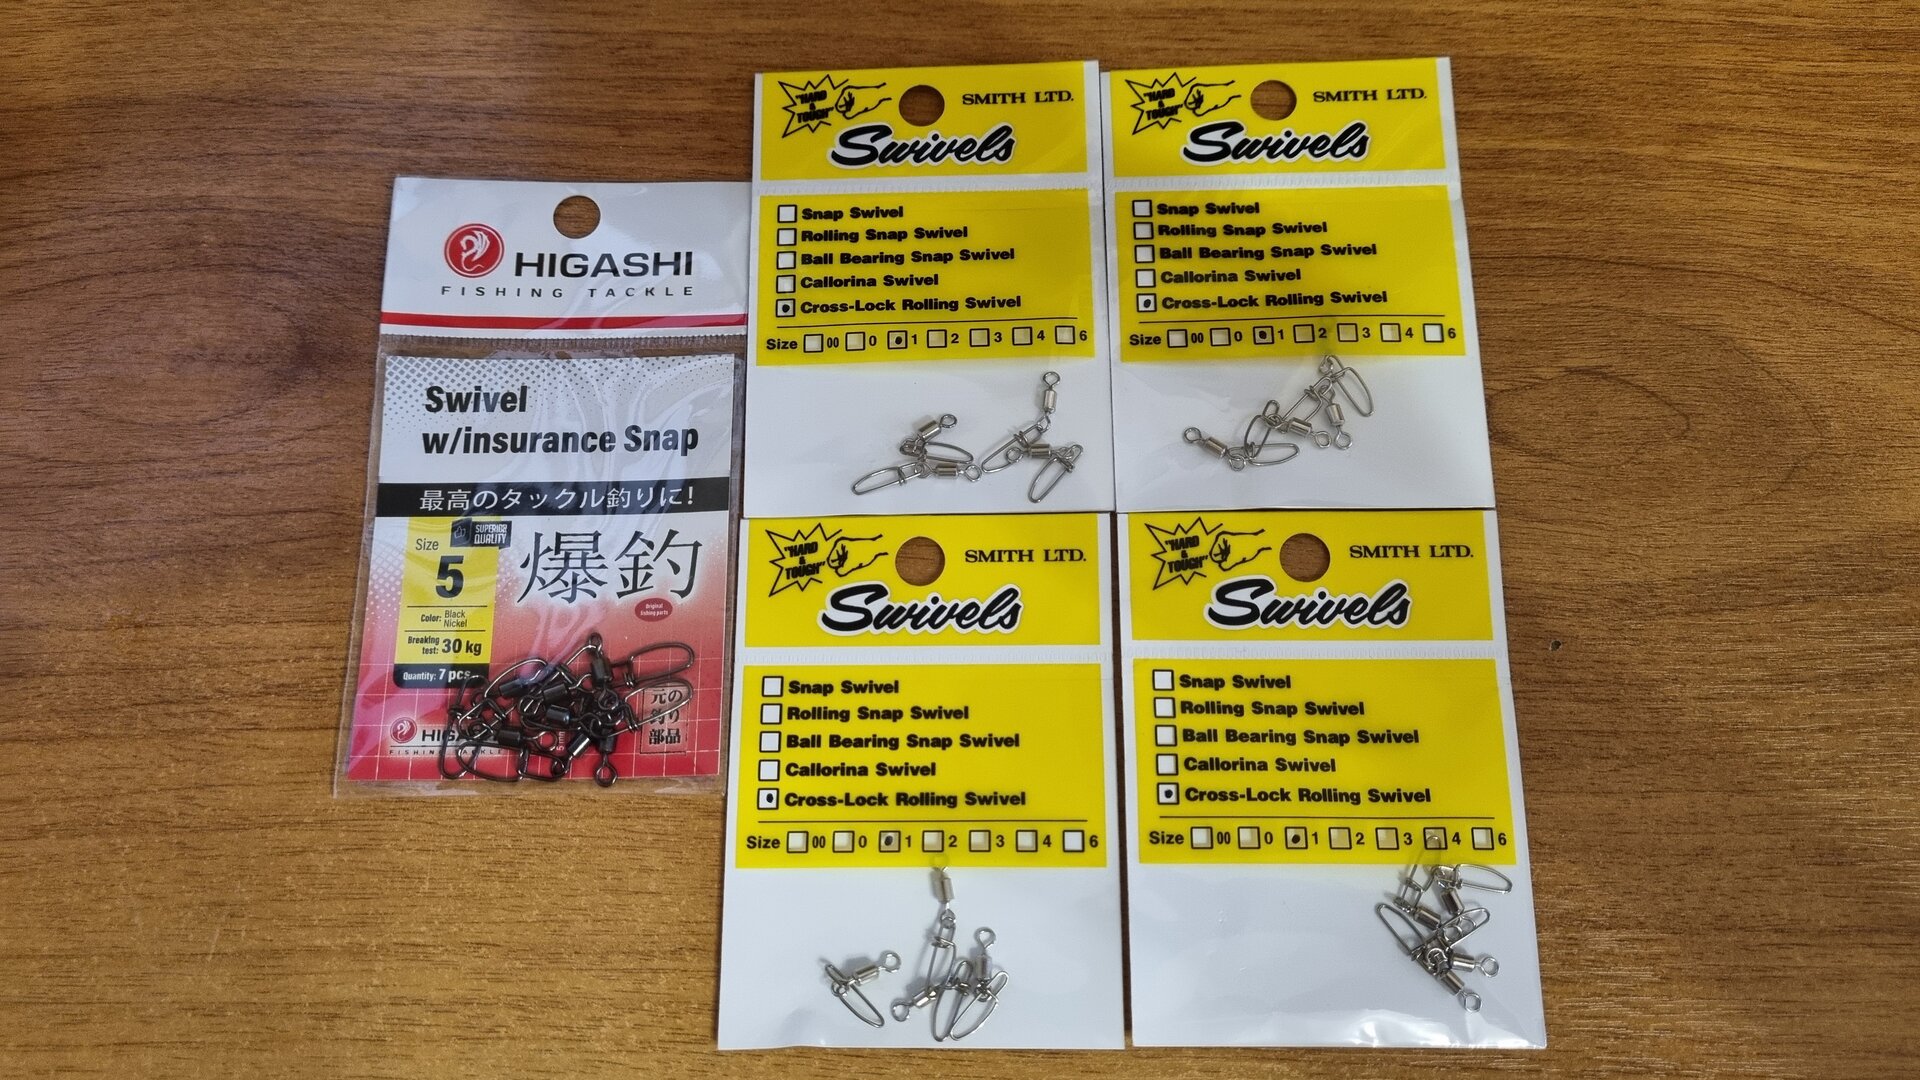 HIGASHI
FISHING TACKLE
Swivel
w/insurance Snap
最高のタックル釣りに!
SUPERIOR
QUALITY
Size
5
爆釣
Color: Black
Nickel
Original
fishing parts
Breaking
test: 30 kg
Quantity: 7 pcs.
元の
釣り
部品
FISHING TACKLE
"HARD
&
TOUGH"
SMITH LTD.
Swivels
Snap Swivel
Rolling Snap Swivel
Ball Bearing Snap Swivel
Callorina Swivel
Cross-Lock Rolling Swivel
Size 00 0 1 2 3 4 6
"HARD
&
TOUGH"
SMITH LTD.
Swivels
Snap Swivel
Rolling Snap Swivel
Ball Bearing Snap Swivel
Callorina Swivel
Cross-Lock Rolling Swivel
Size 00 0 1 2 3 4 6
"HARD
&
TOUGH"
SMITH LTD.
Swivels
Snap Swivel
Rolling Snap Swivel
Ball Bearing Snap Swivel
Callorina Swivel
Cross-Lock Rolling Swivel
Size 00 0 1 2 3 4 6
"HARD
&
TOUGH"
SMITH LTD.
Swivels
Snap Swivel
Rolling Snap Swivel
Ball Bearing Snap Swivel
Callorina Swivel
Cross-Lock Rolling Swivel
Size 00 0 1 2 3 4 6